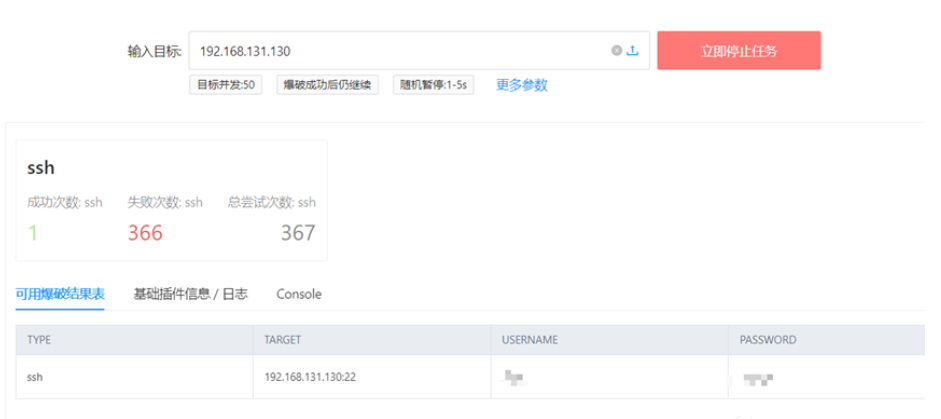 输入目标: 192.168.131.130 立即停止任务
目标并发:50 爆破成功后仍继续 随机暂停:1-5s 更多参数
ssh
成功次数: ssh 失败次数: ssh 总尝试次数: ssh
1 366 367
可用爆破结果表 基础插件信息 / 日志 Console
TYPE TARGET USERNAME PASSWORD
ssh 192.168.131.130:22